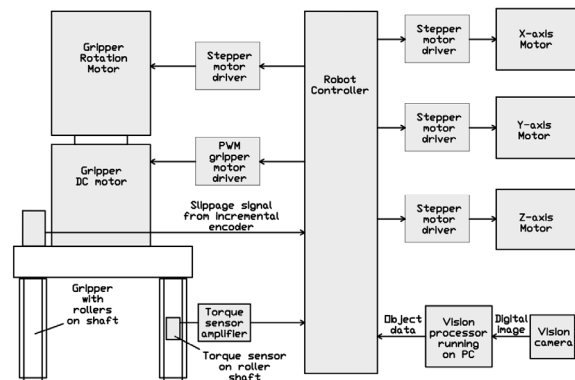 Gripper
Rotation
Motor
Stepper
motor
driver
Robot
Controller
Stepper
motor
driver
X-axis
Motor
Stepper
motor
driver
Y-axis
Motor
Gripper
DC motor
PWM
gripper
motor
driver
Slippage signal
from incremental
encoder
Stepper
motor
driver
Z-axis
Motor
Gripper
with
rollers
on shaft
Torque
sensor
amplifier
Torque sensor
on roller
shaft
Object
data
Vision
processor
running
on PC
Digital
image
Vision
camera